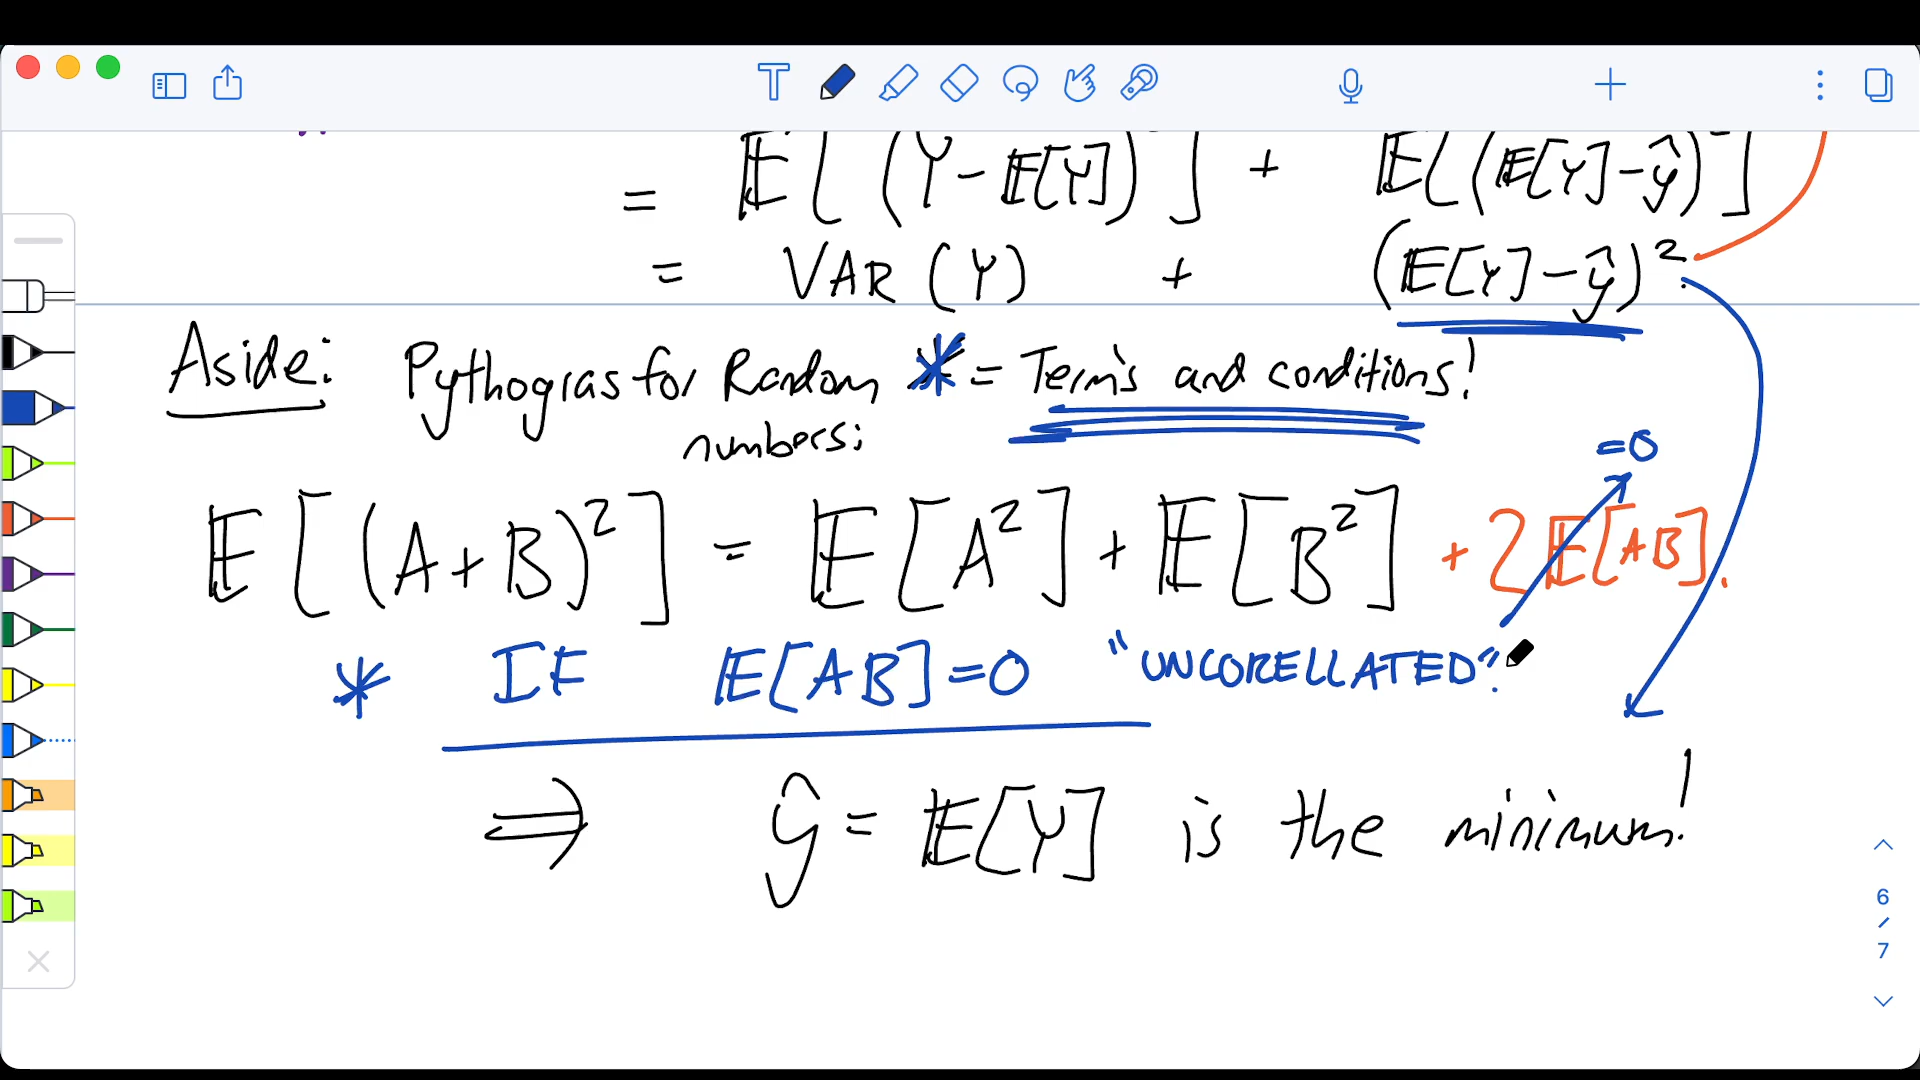 = 𝔼[(Y-𝔼[Y])²] + 𝔼[(𝔼[Y]-ŷ)²]
= VAR(Y) + (𝔼[Y]-ŷ)².
Aside: Pythogras for Random * = Terms and conditions!
numbers:
=0
𝔼[(A+B)²] = 𝔼[A²] + 𝔼[B²] + 2𝔼[AB].
* IF 𝔼[AB]=0 "UNCORELLATED".
⟹ ŷ = 𝔼[Y] is the minimum!
6
/
7